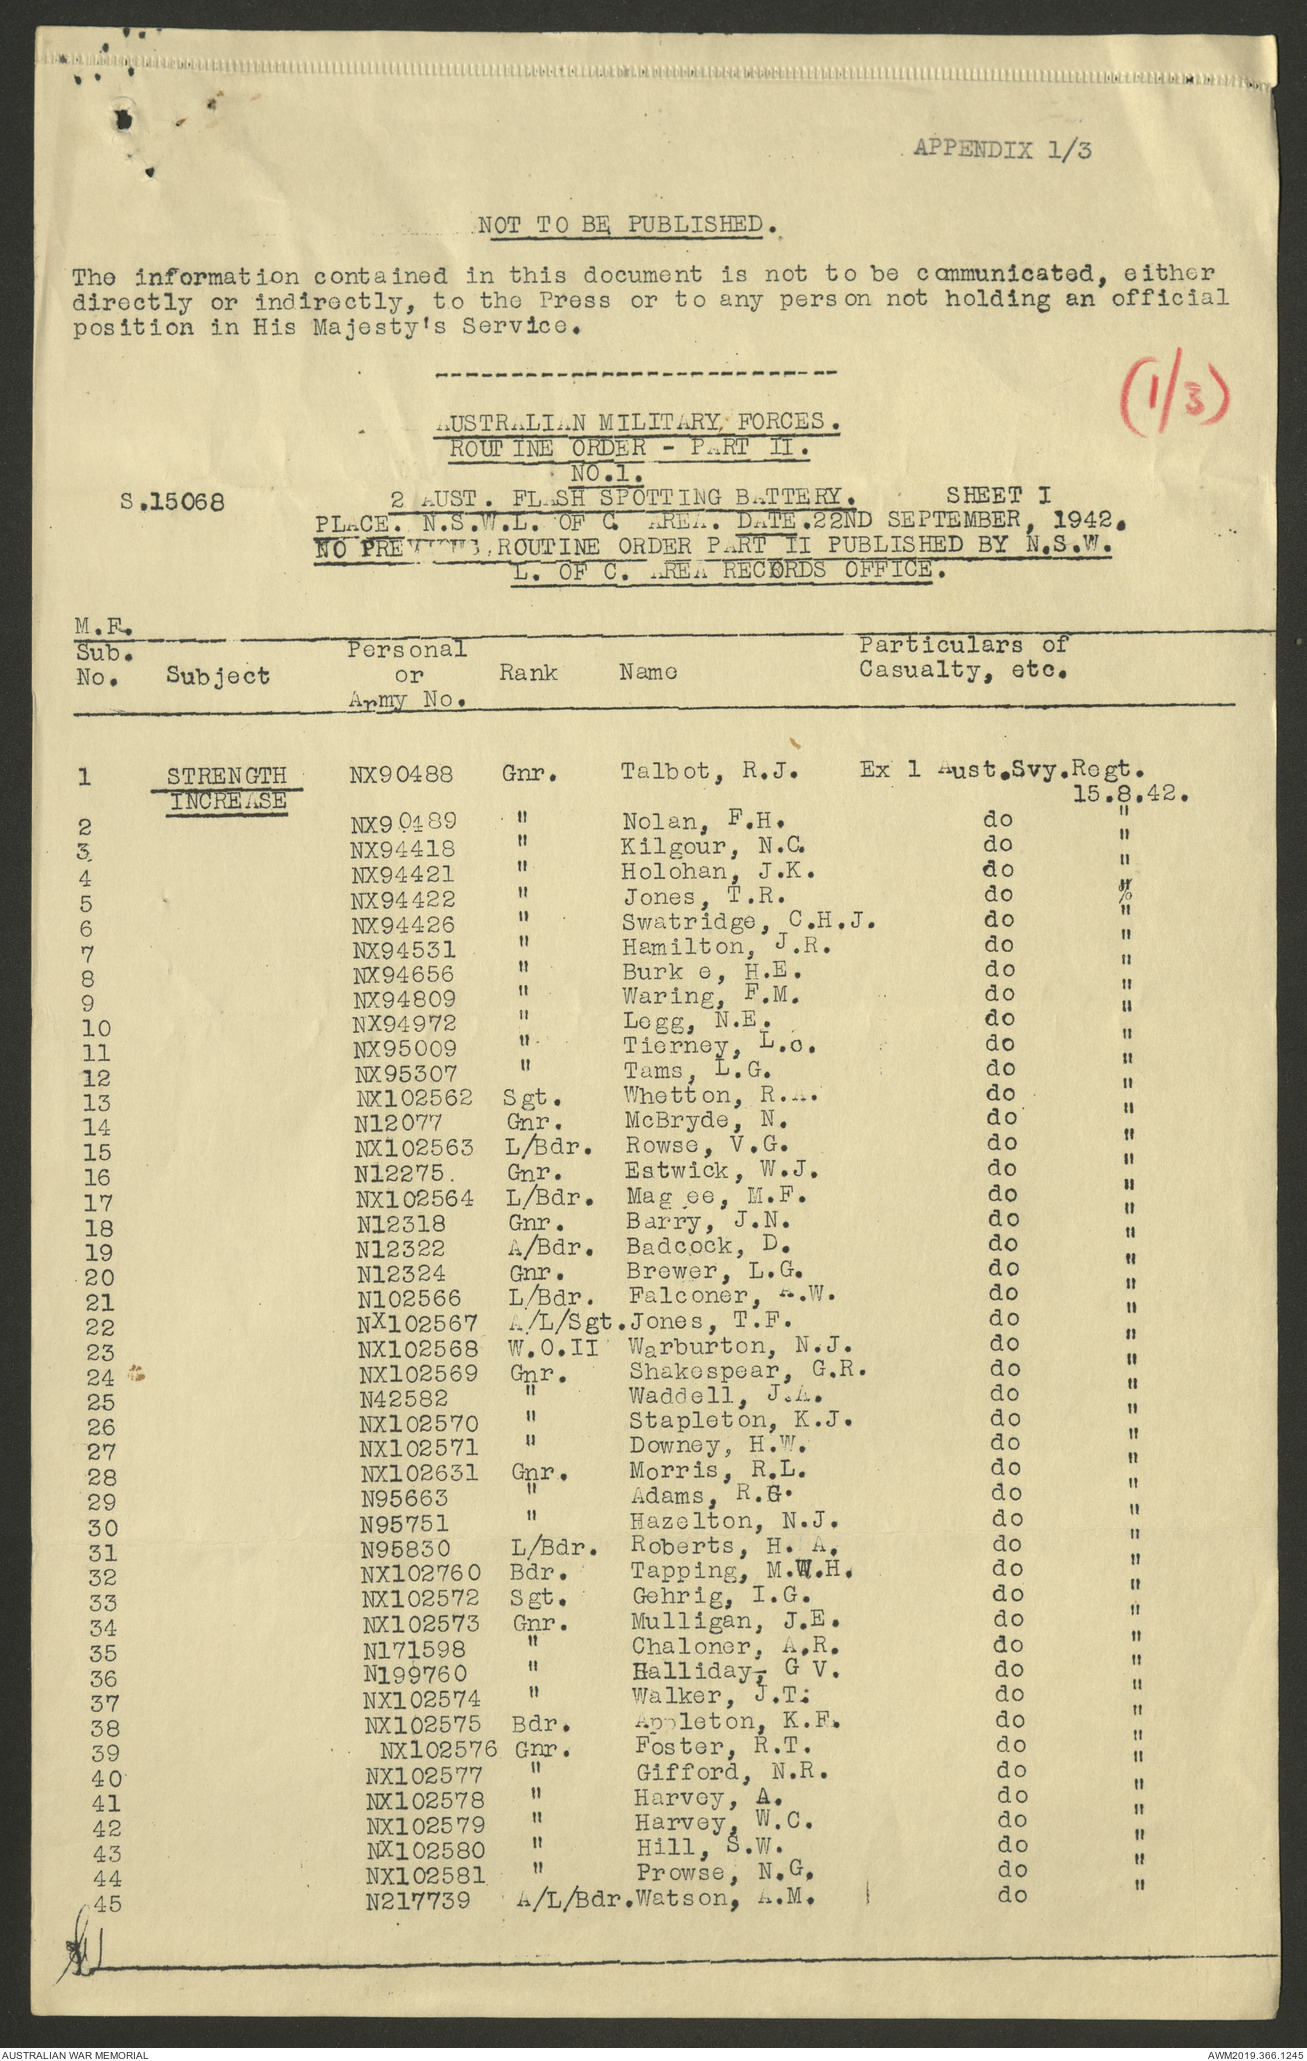 APPENDIX 1/3
NOT TO BE PUBLISHED.
The information contained in this document is not to be communicated, either
directly or indirectly, to the Press or to any person not holding an official
position in His Majesty's Service.
---------------------------
(1/3)
AUSTRALIAN MILITARY FORCES.
ROUTINE ORDER - PART II.
NO.1.
S.15068 2 AUST. FLASH SPOTTING BATTERY. SHEET I
PLACE. N.S.W.L. OF C. AREA. DATE.22ND SEPTEMBER, 1942.
NO PREVIOUS ROUTINE ORDER PART II PUBLISHED BY N.S.W.
L. OF C. AREA RECORDS OFFICE.
M.F.
Sub. Personal Particulars of
No. Subject or Rank Name Casualty, etc.
Army No.
1 STRENGTH NX90488 Gnr. Talbot, R.J. Ex 1 Aust.Svy.Regt.
INCREASE 15.8.42.
2 NX90489 " Nolan, F.H. do "
3 NX94418 " Kilgour, N.C. do "
4 NX94421 " Holohan, J.K. do "
5 NX94422 " Jones, T.R. do "
6 NX94426 " Swatridge, C.H.J. do "
7 NX94531 " Hamilton, J.R. do "
8 NX94656 " Burk e, H.E. do "
9 NX94809 " Waring, F.M. do "
10 NX94972 " Legg, N.E. do "
11 NX95009 " Tierney, L.o. do "
12 NX95307 " Tams, L.G. do "
13 NX102562 Sgt. Whetton, R.A. do "
14 N12077 Gnr. McBryde, N. do "
15 NX102563 L/Bdr. Rowse, V.G. do "
16 N12275. Gnr. Estwick, W.J. do "
17 NX102564 L/Bdr. Mag ee, M.F. do "
18 N12318 Gnr. Barry, J.N. do "
19 N12322 A/Bdr. Badcock, D. do "
20 N12324 Gnr. Brewer, L.G. do "
21 N102566 L/Bdr. Falconer, A.W. do "
22 NX102567 A/L/Sgt.Jones, T.F. do "
23 NX102568 W.O.II Warburton, N.J. do "
24 NX102569 Gnr. Shakespear, G.R. do "
25 N42582 " Waddell, J.A. do "
26 NX102570 " Stapleton, K.J. do "
27 NX102571 " Downey, H.W. do "
28 NX102631 Gnr. Morris, R.L. do "
29 N95663 " Adams, R.G. do "
30 N95751 " Hazelton, N.J. do "
31 N95830 L/Bdr. Roberts, H. A. do "
32 NX102760 Bdr. Tapping, M.W.H. do "
33 NX102572 Sgt. Gehrig, I.G. do "
34 NX102573 Gnr. Mulligan, J.E. do "
35 N171598 " Chaloner, A.R. do "
36 N199760 " Halliday, G V. do "
37 NX102574 " Walker, J.T. do "
38 NX102575 Bdr. Appleton, K.F. do "
39 NX102576 Gnr. Foster, R.T. do "
40 NX102577 " Gifford, N.R. do "
41 NX102578 " Harvey, A. do "
42 NX102579 " Harvey, W.C. do "
43 NX102580 " Hill, S.W. do "
44 NX102581 " Prowse, N.G. do "
45 N217739 A/L/Bdr.Watson, A.M. do "
AUSTRALIAN WAR MEMORIAL AWM2019.366.1245